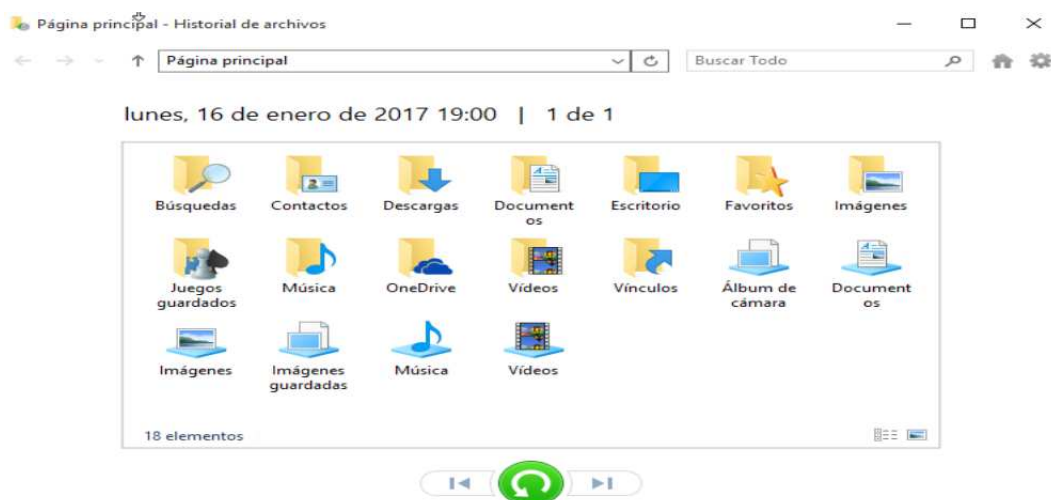 Página principal - Historial de archivos
Página principal
Buscar Todo
lunes, 16 de enero de 2017 19:00 | 1 de 1
Búsquedas
Contactos
Descargas
Document
os
Escritorio
Favoritos
Imágenes
Juegos
guardados
Música
OneDrive
Vídeos
Vínculos
Álbum de
cámara
Document
os
Imágenes
Imágenes
guardadas
Música
Vídeos
18 elementos